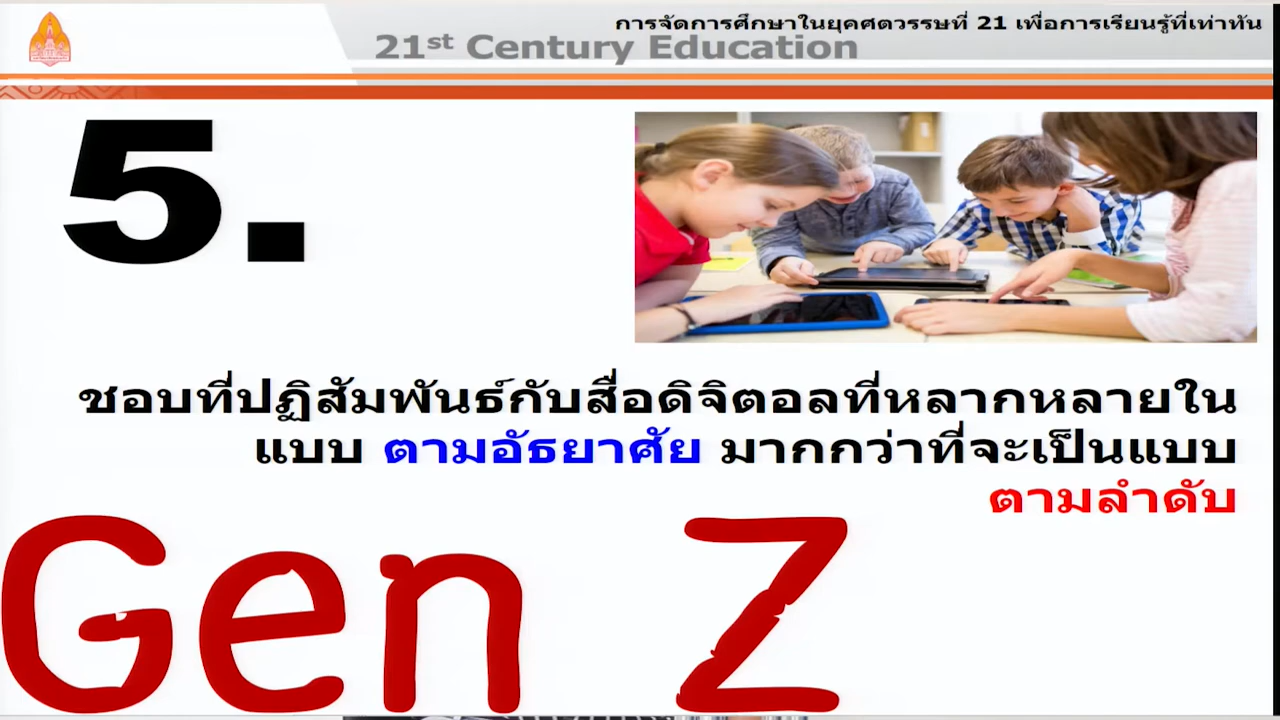 การจัดการศึกษาในยุคศตวรรษที่ 21 เพื่อการเรียนรู้ที่เท่าทัน
21st Century Education
5.
ชอบที่ปฏิสัมพันธ์กับสื่อดิจิตอลที่หลากหลายใน
แบบ ตามอัธยาศัย มากกว่าที่จะเป็นแบบ
ตามลำดับ
Gen Z